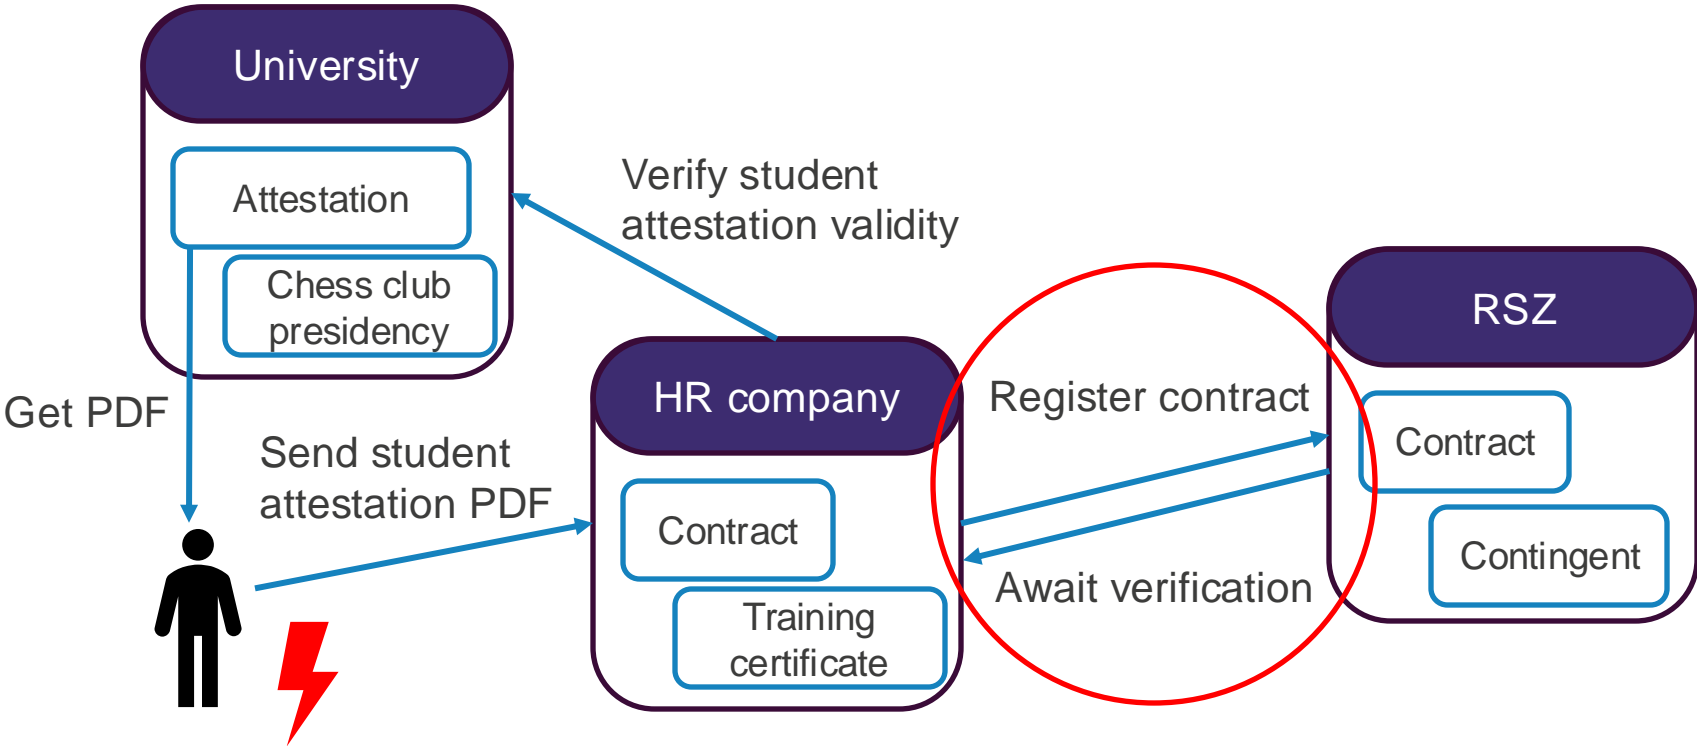 University
Attestation
Chess club
presidency
Verify student
attestation validity
Get PDF
Send student
attestation PDF
HR company
Contract
Training
certificate
Register contract
Await verification
RSZ
Contract
Contingent